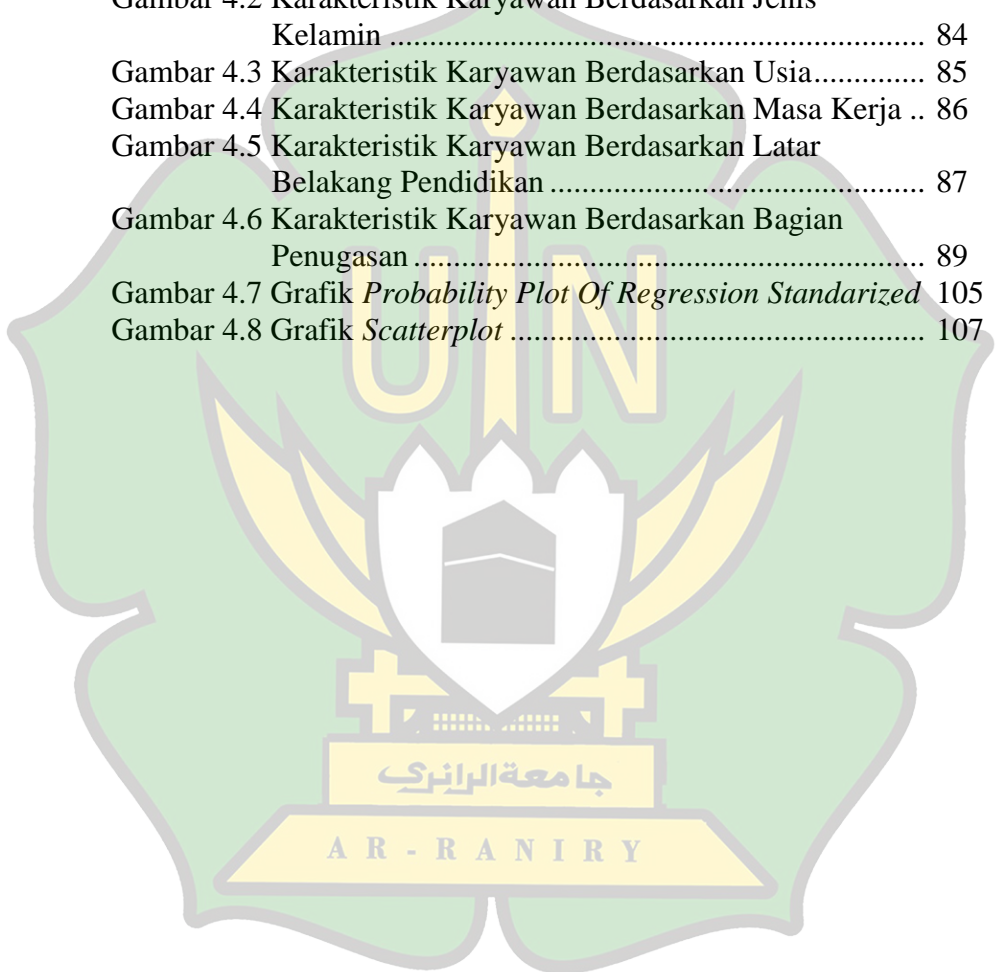 Gambar 4.2 Karakteristik Karyawan Berdasarkan Jenis
Kelamin ................................................................ 84
Gambar 4.3 Karakteristik Karyawan Berdasarkan Usia.............. 85
Gambar 4.4 Karakteristik Karyawan Berdasarkan Masa Kerja .. 86
Gambar 4.5 Karakteristik Karyawan Berdasarkan Latar
Belakang Pendidikan ............................................. 87
Gambar 4.6 Karakteristik Karyawan Berdasarkan Bagian
Penugasan ............................................................. 89
Gambar 4.7 Grafik Probability Plot Of Regression Standarized 105
Gambar 4.8 Grafik Scatterplot ................................................. 107
UIN
جامعةالرانري
AR-RANIRY